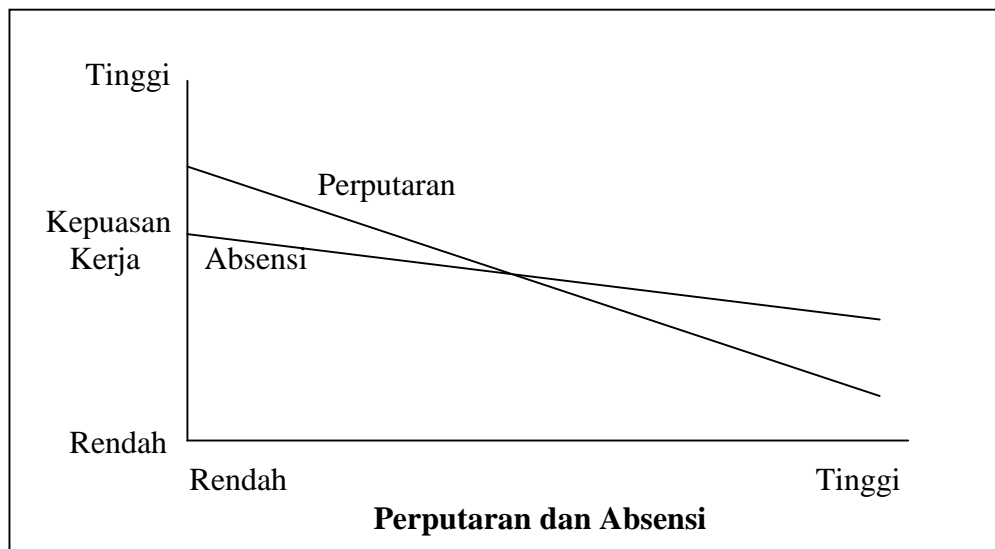 Tinggi
Perputaran
Kepuasan
Kerja
Absensi
Rendah
Rendah
Tinggi
Perputaran dan Absensi